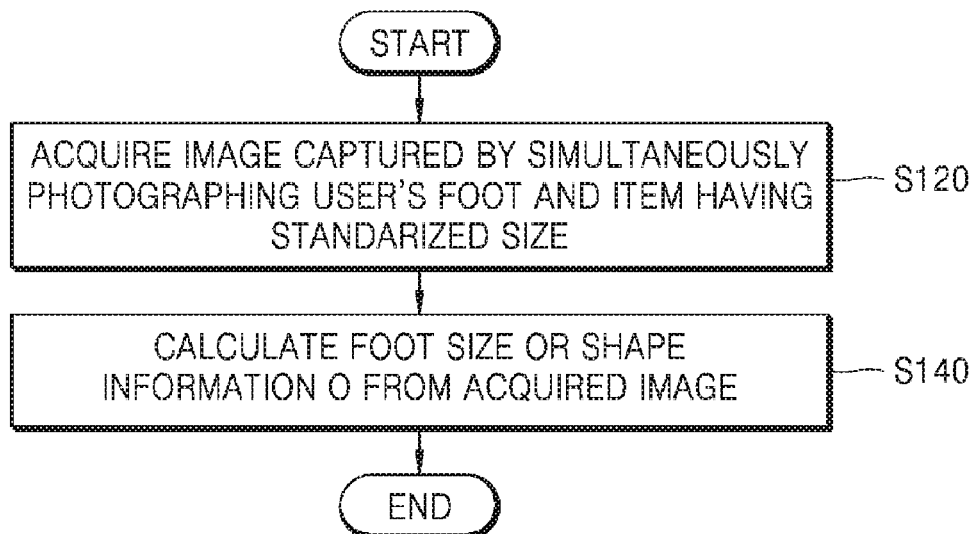 START
ACQUIRE IMAGE CAPTURED BY SIMULTANEOUSLY
PHOTOGRAPHING USER'S FOOT AND ITEM HAVING
STANDARIZED SIZE
S120
CALCULATE FOOT SIZE OR SHAPE
INFORMATION O FROM ACQUIRED IMAGE
S140
END